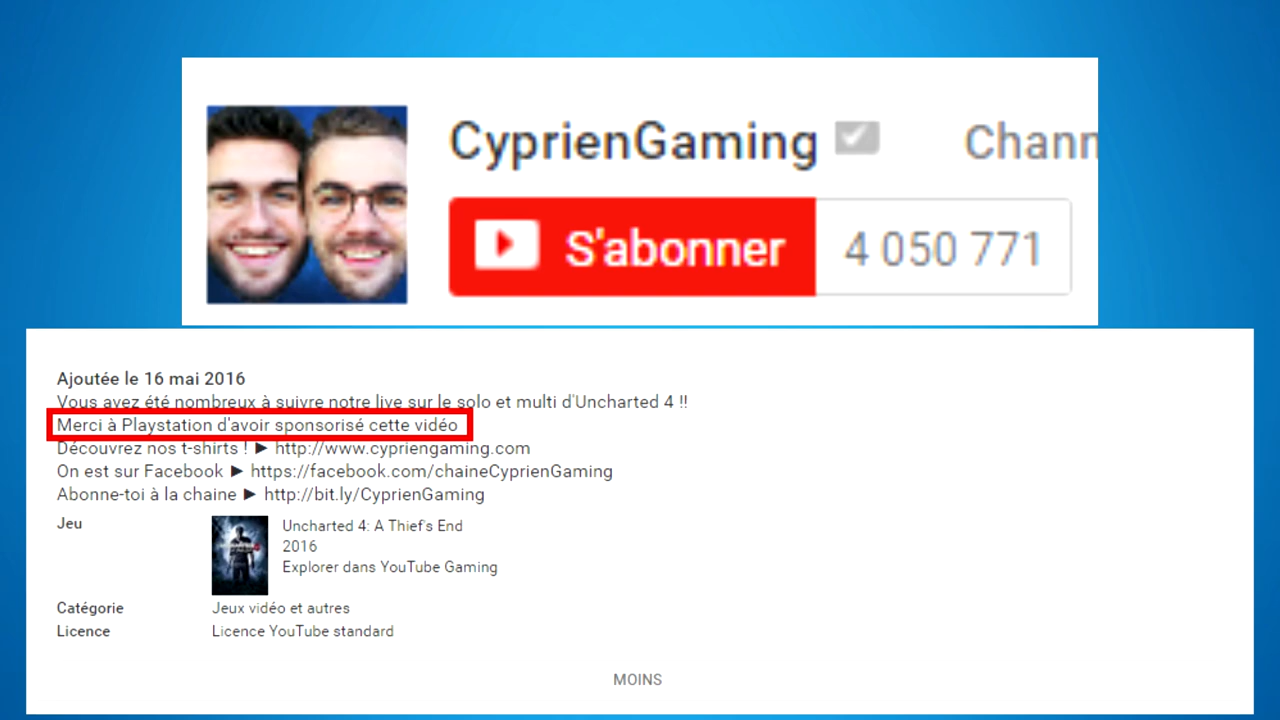 CyprienGaming
Chann
S'abonner
4 050 771
Ajoutée le 16 mai 2016
Vous avez été nombreux à suivre notre live sur le solo et multi d'Uncharted 4 !!
Merci à Playstation d'avoir sponsorisé cette vidéo
Découvrez nos t-shirts ! ► http://www.cypriengaming.com
On est sur Facebook ► https://facebook.com/chaineCyprienGaming
Abonne-toi à la chaine ► http://bit.ly/CyprienGaming
Jeu
Uncharted 4: A Thief's End
2016
Explorer dans YouTube Gaming
Catégorie
Jeux vidéo et autres
Licence
Licence YouTube standard
MOINS